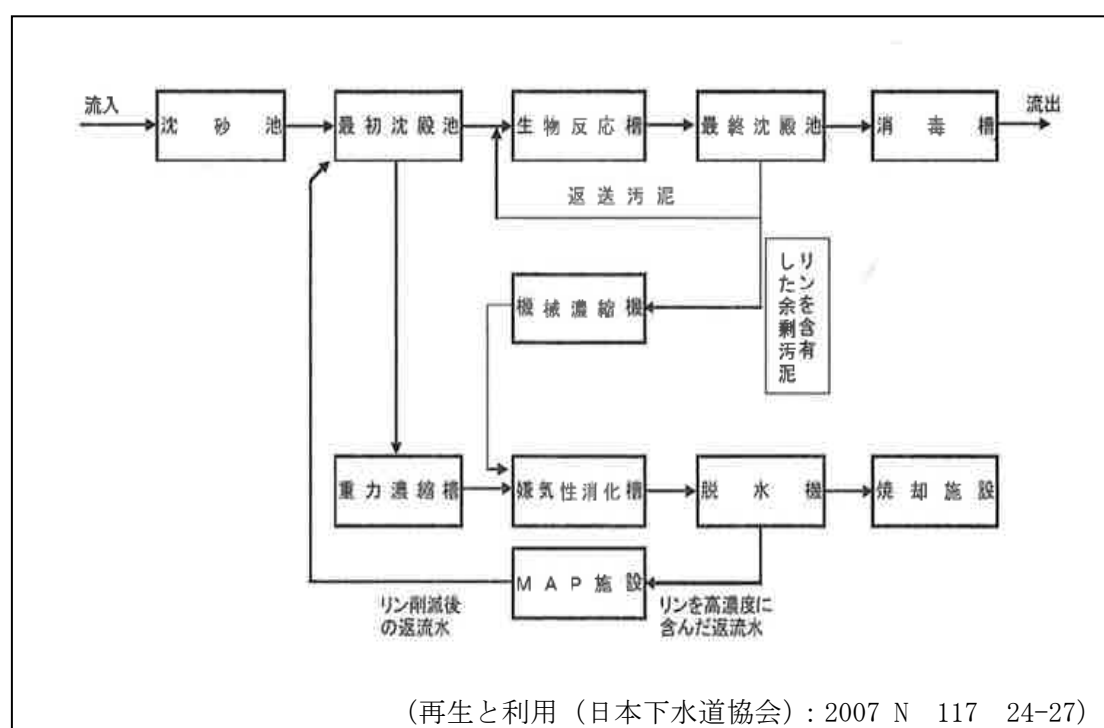 流入
沈砂池
最初沈殿池
生物反応槽
最終沈殿池
消毒槽
流出
返送汚泥
リンを含有
した余剰汚泥
機械濃縮機
重力濃縮槽
嫌気性消化槽
脱水機
焼却施設
MAP施設
リン削減後
の返流水
リンを高濃度に
含んだ返流水
(再生と利用 (日本下水道協会) : 2007 N 117 24-27)